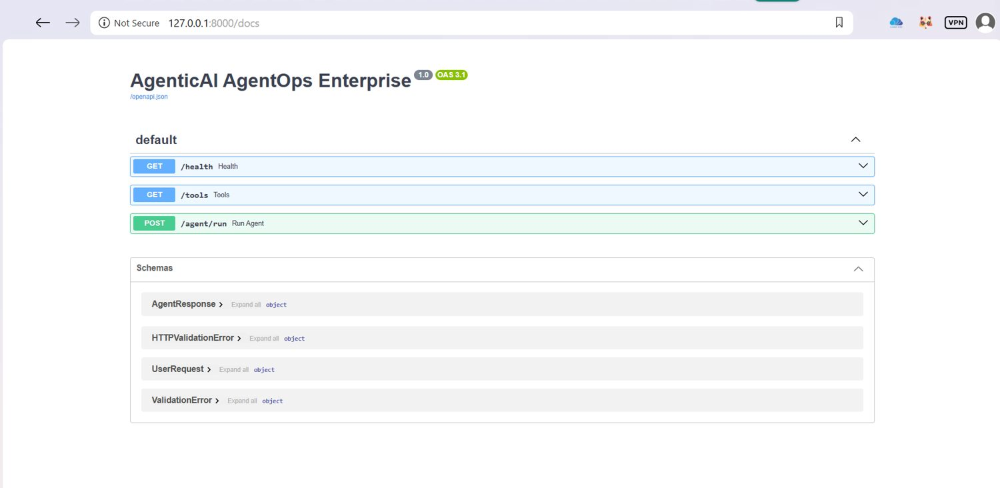 Not Secure 127.0.0.1:8000/docs VPN
AgenticAI AgentOps Enterprise 1.0 OAS 3.1
/openapi.json
default
GET /health Health
GET /tools Tools
POST /agent/run Run Agent
Schemas
AgentResponse Expand all object
HTTPValidationError Expand all object
UserRequest Expand all object
ValidationError Expand all object